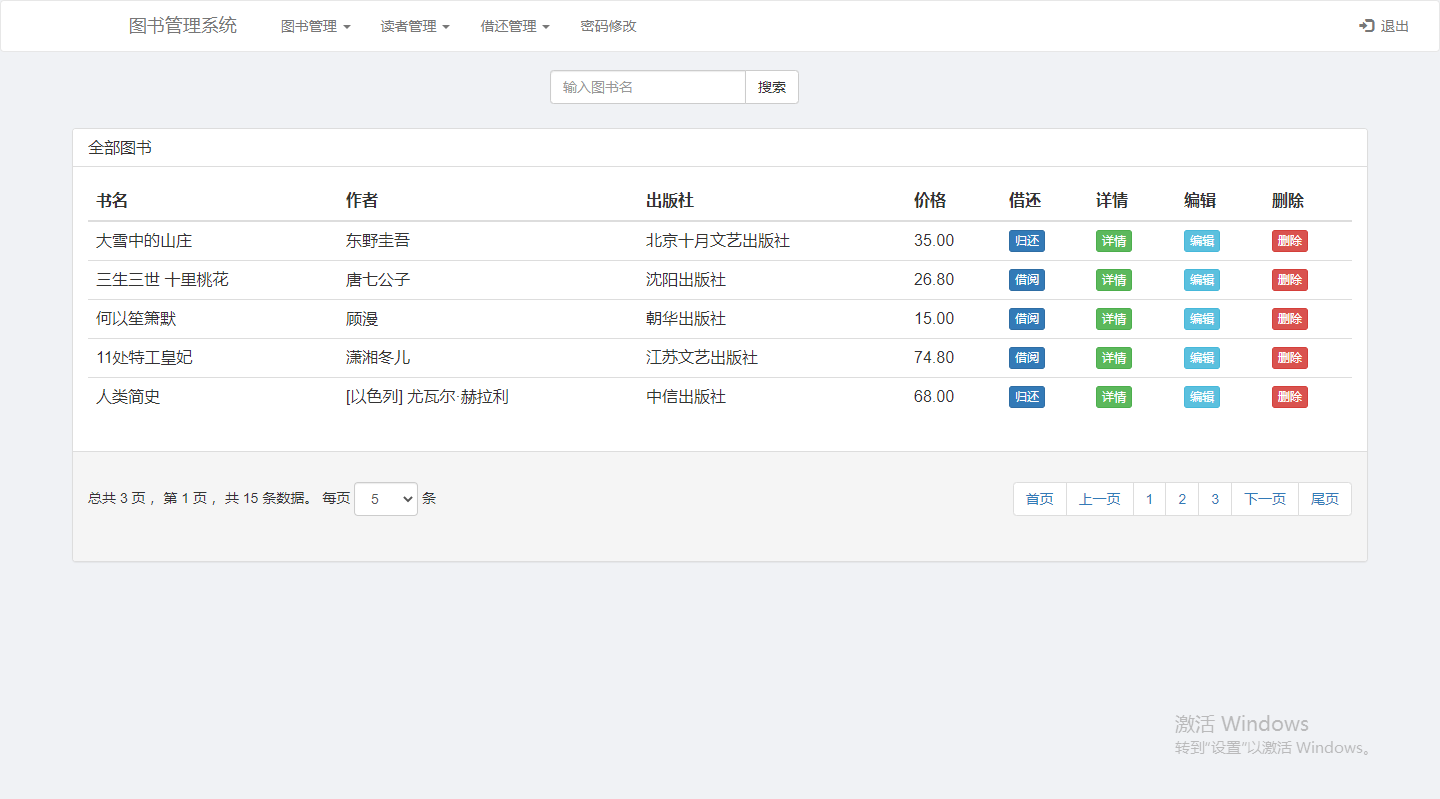 图书管理系统 图书管理 读者管理 借还管理 密码修改 退出
输入图书名 搜索
全部图书
书名 作者 出版社 价格 借还 详情 编辑 删除
大雪中的山庄 东野圭吾 北京十月文艺出版社 35.00 归还 详情 编辑 删除
三生三世 十里桃花 唐七公子 沈阳出版社 26.80 借阅 详情 编辑 删除
何以笙箫默 顾漫 朝华出版社 15.00 借阅 详情 编辑 删除
11处特工皇妃 潇湘冬儿 江苏文艺出版社 74.80 借阅 详情 编辑 删除
人类简史 [以色列] 尤瓦尔·赫拉利 中信出版社 68.00 归还 详情 编辑 删除
总共 3 页 ，第 1 页 ，共 15 条数据。 每页 5 条 首页 上一页 1 2 3 下一页 尾页
激活 Windows
转到"设置"以激活 Windows。